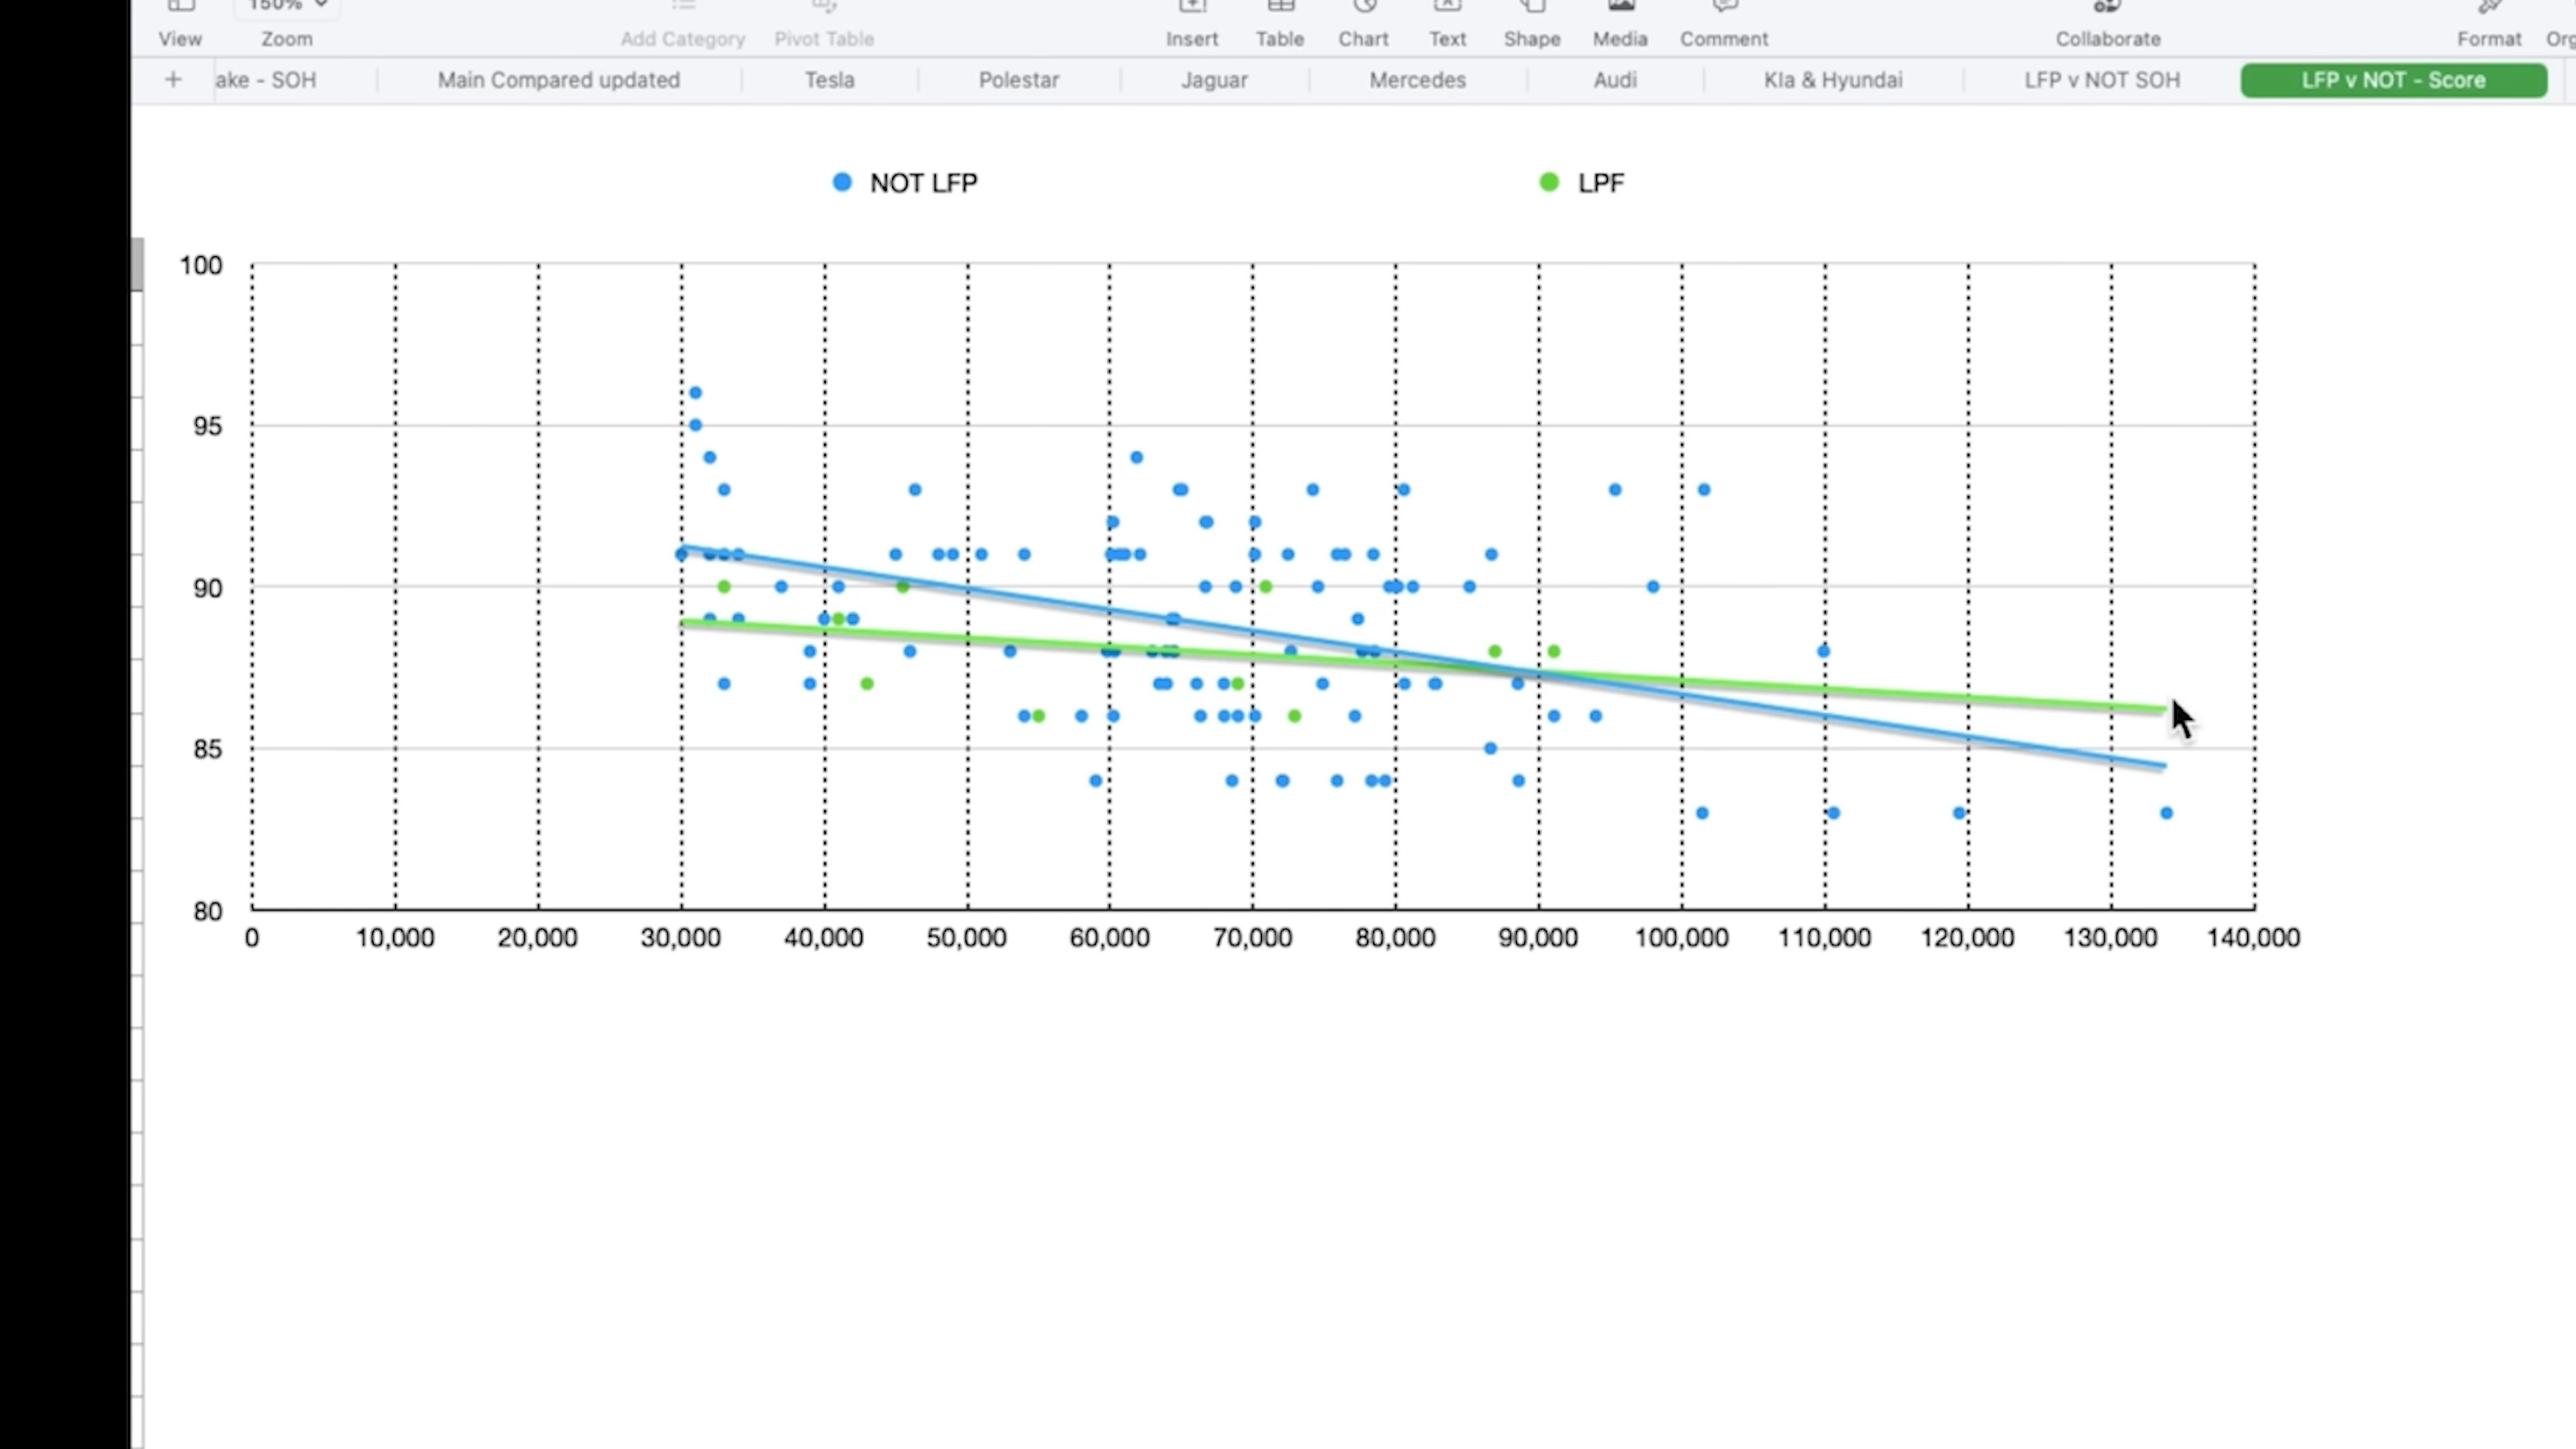 150%
View Zoom Add Category Pivot Table Insert Table Chart Text Shape Media Comment Collaborate Format Org
+ ake - SOH Main Compared updated Tesla Polestar Jaguar Mercedes Audi KIa & Hyundai LFP v NOT SOH LFP v NOT - Score
NOT LFP LPF
100
95
90
85
80
0 10,000 20,000 30,000 40,000 50,000 60,000 70,000 80,000 90,000 100,000 110,000 120,000 130,000 140,000